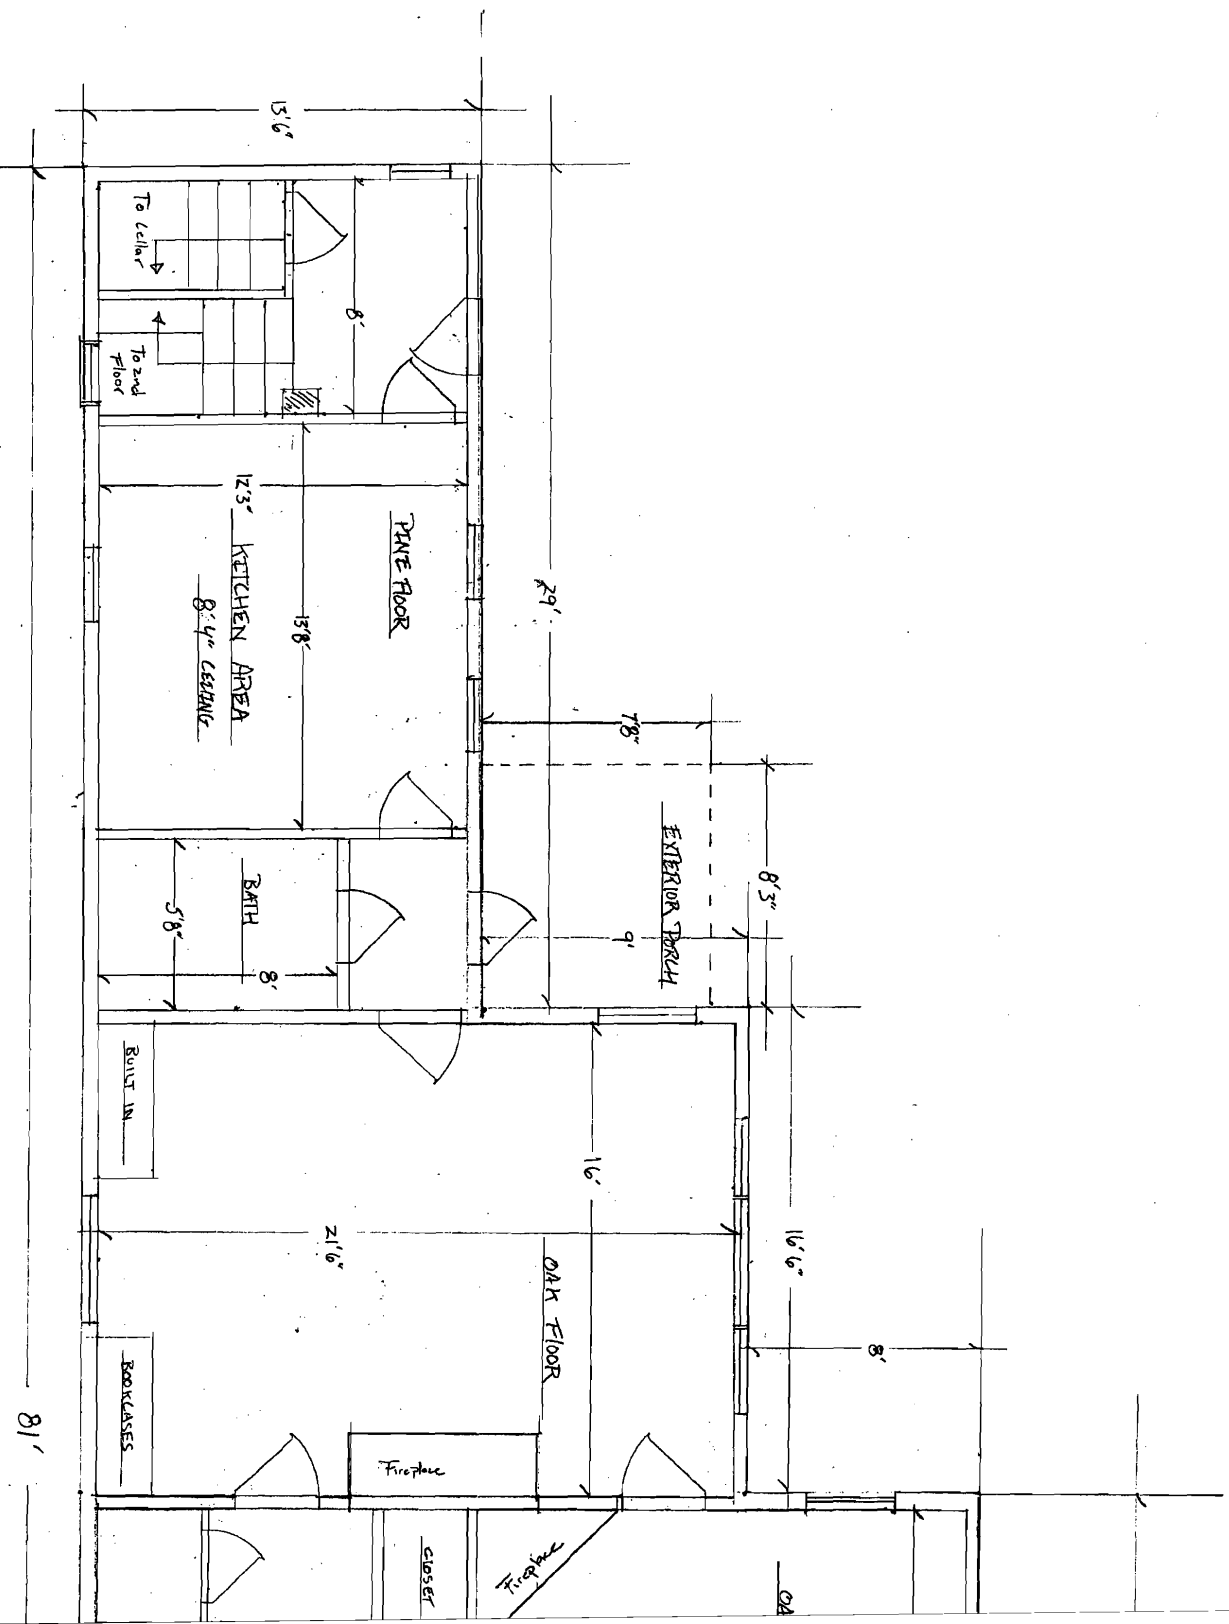 13'6"
To Cellar
8'
To 2nd
Floor
12'3"
KITCHEN AREA
8'4" CEILING
PINE FLOOR
13'8"
29'
7'8"
EXTERIOR PORCH
8'3"
9'
BATH
5'8"
8'
BUILT IN
16'
21'6"
OAK FLOOR
16'6"
8'
BOOKCASES
Fireplace
81'
CLOSET
Fireplace
OA